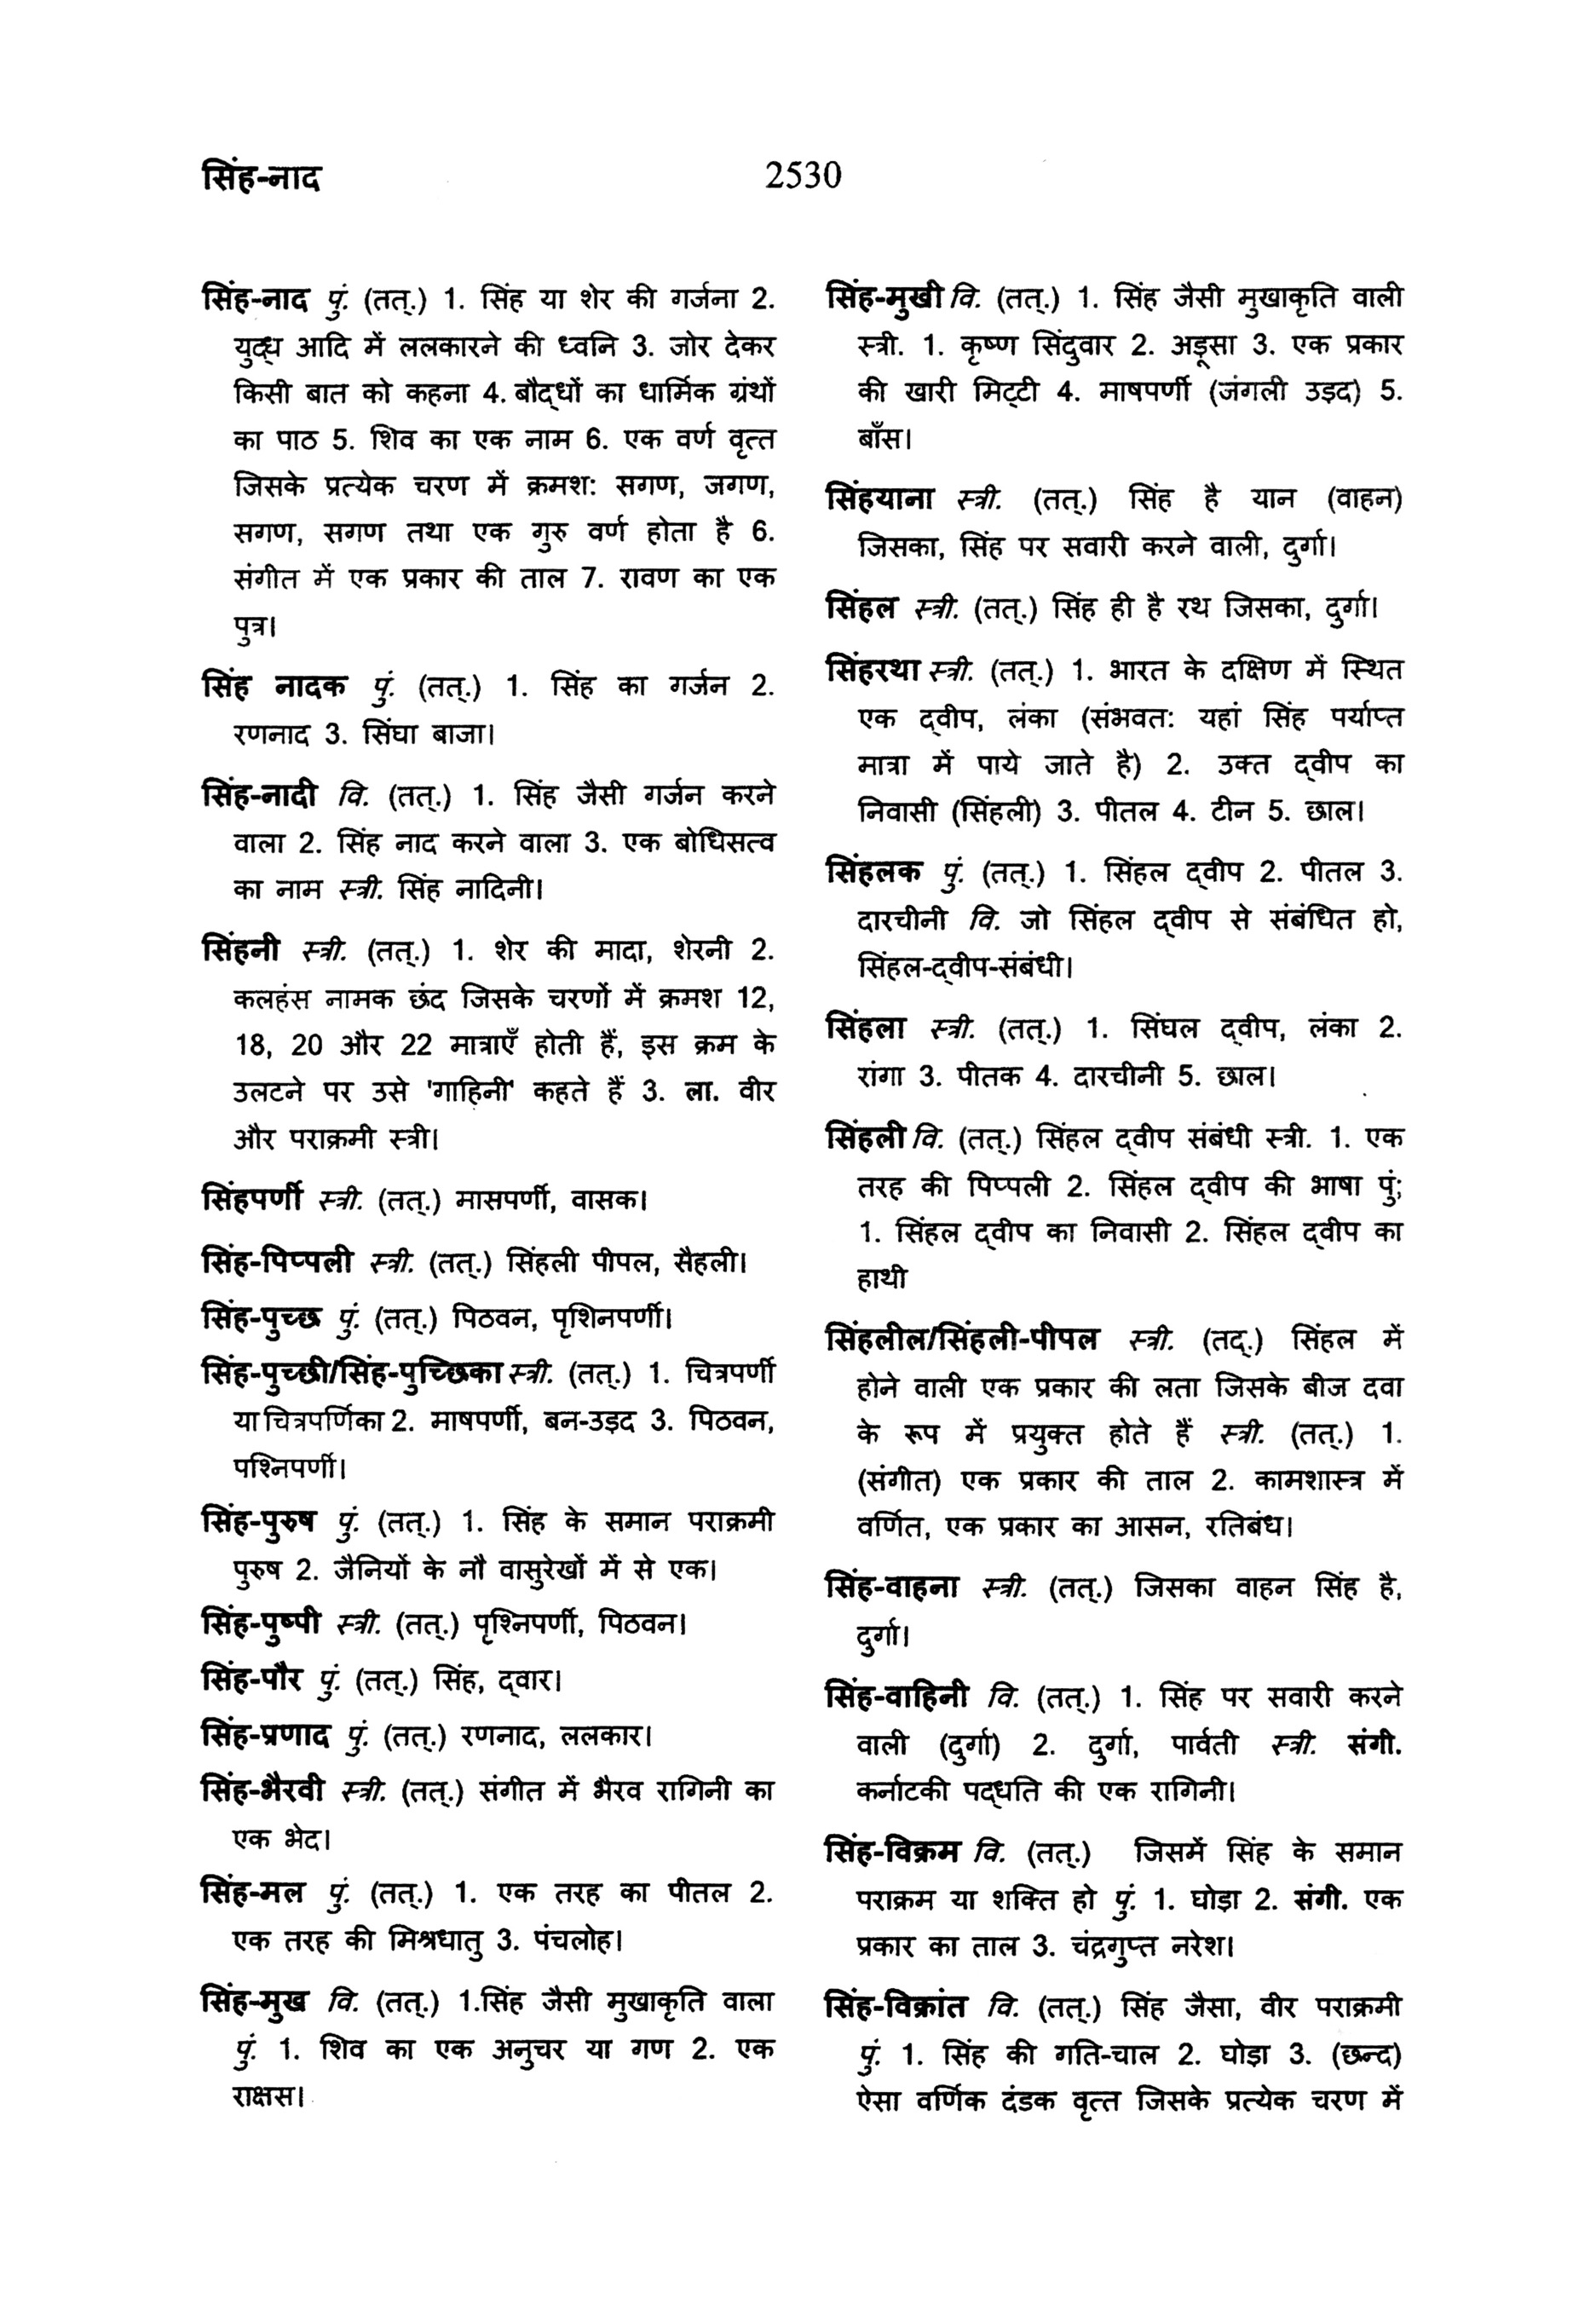 सिंह-नाद
2530
सिंह-नाद पुं. (तत्.) 1. सिंह या शेर की गर्जना 2.
युद्ध आदि में ललकारने की ध्वनि 3. जोर देकर
किसी बात को कहना 4. बौद्धों का धार्मिक ग्रंथों
का पाठ 5. शिव का एक नाम 6. एक वर्ण वृत्त
जिसके प्रत्येक चरण में क्रमश: सगण, जगण,
सगण, सगण तथा एक गुरु वर्ण होता है 6.
संगीत में एक प्रकार की ताल 7. रावण का एक
पुत्र।
सिंह नादक पुं. (तत्.) 1. सिंह का गर्जन 2.
रणनाद 3. सिंघा बाजा।
सिंह-नादी वि. (तत्.) 1. सिंह जैसी गर्जन करने
वाला 2. सिंह नाद करने वाला 3. एक बोधिसत्व
का नाम स्त्री. सिंह नादिनी।
सिंहनी स्त्री. (तत्.) 1. शेर की मादा, शेरनी 2.
कलहंस नामक छंद जिसके चरणों में क्रमश 12,
18, 20 और 22 मात्राएँ होती हैं, इस क्रम के
उलटने पर उसे 'गाहिनी' कहते हैं 3. ला. वीर
और पराक्रमी स्त्री।
सिंहपर्णी स्त्री. (तत्.) मासपर्णी, वासक।
सिंह-पिप्पली स्त्री. (तत्.) सिंहली पीपल, सैहली।
सिंह-पुच्छ पुं. (तत्.) पिठवन, पृशिनपर्णी।
सिंह-पुच्छी/सिंह-पुच्छिका स्त्री. (तत्.) 1. चित्रपर्णी
या चित्रपर्णिका 2. माषपर्णी, बन-उड़द 3. पिठवन,
पश्निपर्णी।
सिंह-पुरुष पुं. (तत्.) 1. सिंह के समान पराक्रमी
पुरुष 2. जैनियों के नौ वासुरेखों में से एक।
सिंह-पुष्पी स्त्री. (तत्.) पृश्निपर्णी, पिठवन।
सिंह-पौर पुं. (तत्.) सिंह, द्वार।
सिंह-प्रणाद पुं. (तत्.) रणनाद, ललकार।
सिंह-भैरवी स्त्री. (तत्.) संगीत में भैरव रागिनी का
एक भेद।
सिंह-मल पुं. (तत्.) 1. एक तरह का पीतल 2.
एक तरह की मिश्रधातु 3. पंचलोह।
सिंह-मुख वि. (तत्.) 1.सिंह जैसी मुखाकृति वाला
पुं. 1. शिव का एक अनुचर या गण 2. एक
राक्षस।
सिंह-मुखी वि. (तत्.) 1. सिंह जैसी मुखाकृति वाली
स्त्री. 1. कृष्ण सिंदुवार 2. अडूसा 3. एक प्रकार
की खारी मिट्टी 4. माषपर्णी (जंगली उड़द) 5.
बाँस।
सिंहयाना स्त्री. (तत्.) सिंह है यान (वाहन)
जिसका, सिंह पर सवारी करने वाली, दुर्गा।
सिंहल स्त्री. (तत्.) सिंह ही है रथ जिसका, दुर्गा।
सिंहरथा स्त्री. (तत्.) 1. भारत के दक्षिण में स्थित
एक द्वीप, लंका (संभवत: यहां सिंह पर्याप्त
मात्रा में पाये जाते है) 2. उक्त द्वीप का
निवासी (सिंहली) 3. पीतल 4. टीन 5. छाल।
सिंहलक पुं. (तत्.) 1. सिंहल द्वीप 2. पीतल 3.
दारचीनी वि. जो सिंहल द्वीप से संबंधित हो,
सिंहल-द्वीप-संबंधी।
सिंहला स्त्री. (तत्.) 1. सिंघल द्वीप, लंका 2.
रांगा 3. पीतक 4. दारचीनी 5. छाल।
सिंहली वि. (तत्.) सिंहल द्वीप संबंधी स्त्री. 1. एक
तरह की पिप्पली 2. सिंहल द्वीप की भाषा पुं;
1. सिंहल द्वीप का निवासी 2. सिंहल द्वीप का
हाथी
सिंहलील/सिंहली-पीपल स्त्री. (तद्.) सिंहल में
होने वाली एक प्रकार की लता जिसके बीज दवा
के रूप में प्रयुक्त होते हैं स्त्री. (तत्.) 1.
(संगीत) एक प्रकार की ताल 2. कामशास्त्र में
वर्णित, एक प्रकार का आसन, रतिबंध।
सिंह-वाहना स्त्री. (तत्.) जिसका वाहन सिंह है,
दुर्गा।
सिंह-वाहिनी वि. (तत्.) 1. सिंह पर सवारी करने
वाली (दुर्गा) 2. दुर्गा, पार्वती स्त्री. संगी.
कर्नाटकी पद्धति की एक रागिनी।
सिंह-विक्रम वि. (तत्.) जिसमें सिंह के समान
पराक्रम या शक्ति हो पुं. 1. घोड़ा 2. संगी. एक
प्रकार का ताल 3. चंद्रगुप्त नरेश।
सिंह-विक्रांत वि. (तत्.) सिंह जैसा, वीर पराक्रमी
पुं. 1. सिंह की गति-चाल 2. घोड़ा 3. (छन्द)
ऐसा वर्णिक दंडक वृत्त जिसके प्रत्येक चरण में